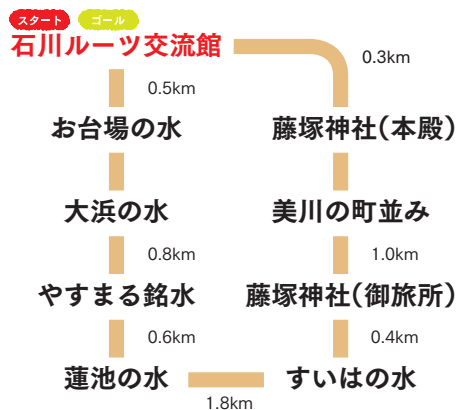 スタート ゴール
石川ルーツ交流館
0.3km
0.5km
お台場の水 藤塚神社(本殿)
大浜の水 美川の町並み
0.8km 1.0km
やすまる銘水 藤塚神社(御旅所)
0.6km 0.4km
蓮池の水 すいはの水
1.8km